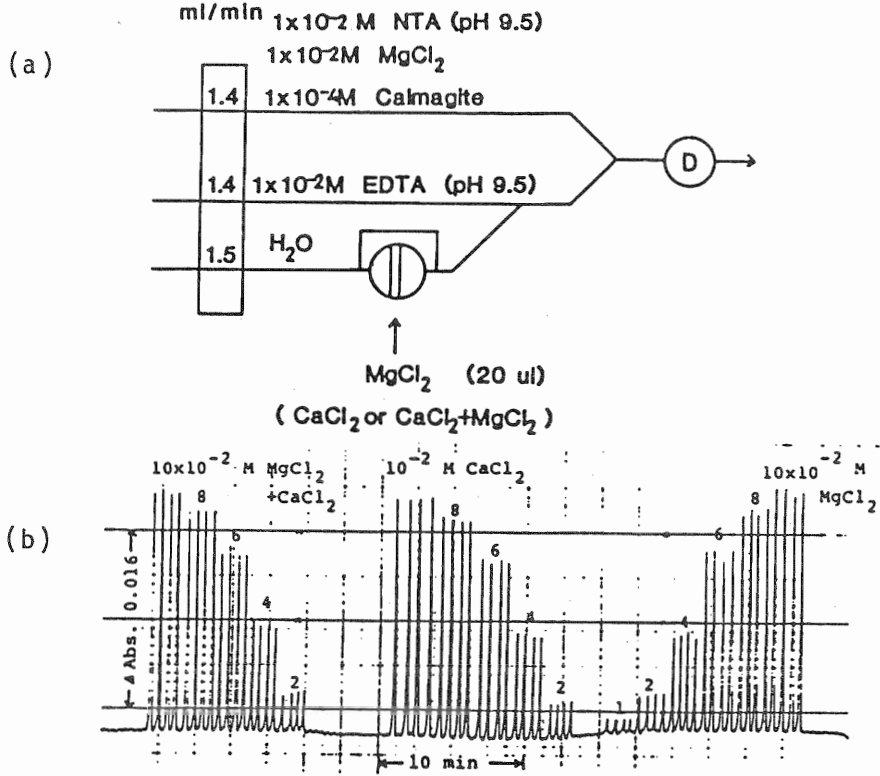 (a)
ml/min 1x10⁻² M NTA (pH 9.5)
1x10⁻²M MgCl₂
1.4 1x10⁻⁴M Calmagite
D
1.4 1x10⁻²M EDTA (pH 9.5)
1.5 H₂O
MgCl₂ (20 ul)
( CaCl₂ or CaCl₂+MgCl₂ )
(b)
10x10⁻² M MgCl₂
+CaCl₂
8
6
4
2
Δ Abs. 0.016
10⁻² M CaCl₂
8
6
4
2
10x10⁻² M
MgCl₂
8
6
4
2
1
10 min